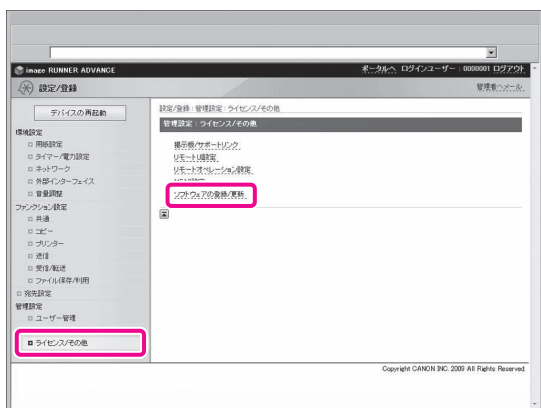 image RUNNER ADVANCE
ポータルへ ログインユーザー : 0000001 ログアウト
設定/登録
管理者へメール
デバイスの再起動
環境設定
用紙設定
タイマー/電力設定
ネットワーク
外部インターフェイス
音量調整
ファンクション設定
共通
コピー
プリンター
送信
受信/転送
ファイル保存/利用
宛先設定
管理設定
ユーザー管理
ライセンス/その他
設定/登録 : 管理設定 : ライセンス/その他
管理設定 : ライセンス/その他
掲示板/サポートリンク
リモートUI設定
リモートオペレーション設定
ソフトウェアの登録/更新
Copyright CANON INC. 2009 All Rights Reserved